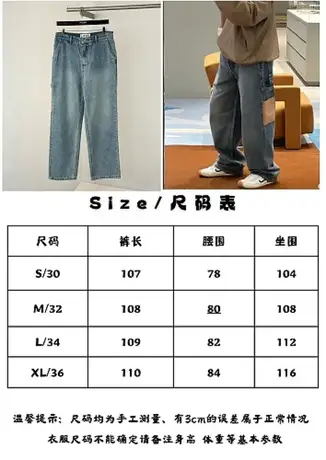 Size/尺码表
尺码 裤长 腰围 坐围
S/30 107 78 104
M/32 108 80 108
L/34 109 82 112
XL/36 110 84 116
温馨提示：尺码均为手工测量、有3cm的误差属于正常情况
衣服尺码不能确定请备注身高 体重等基本参数